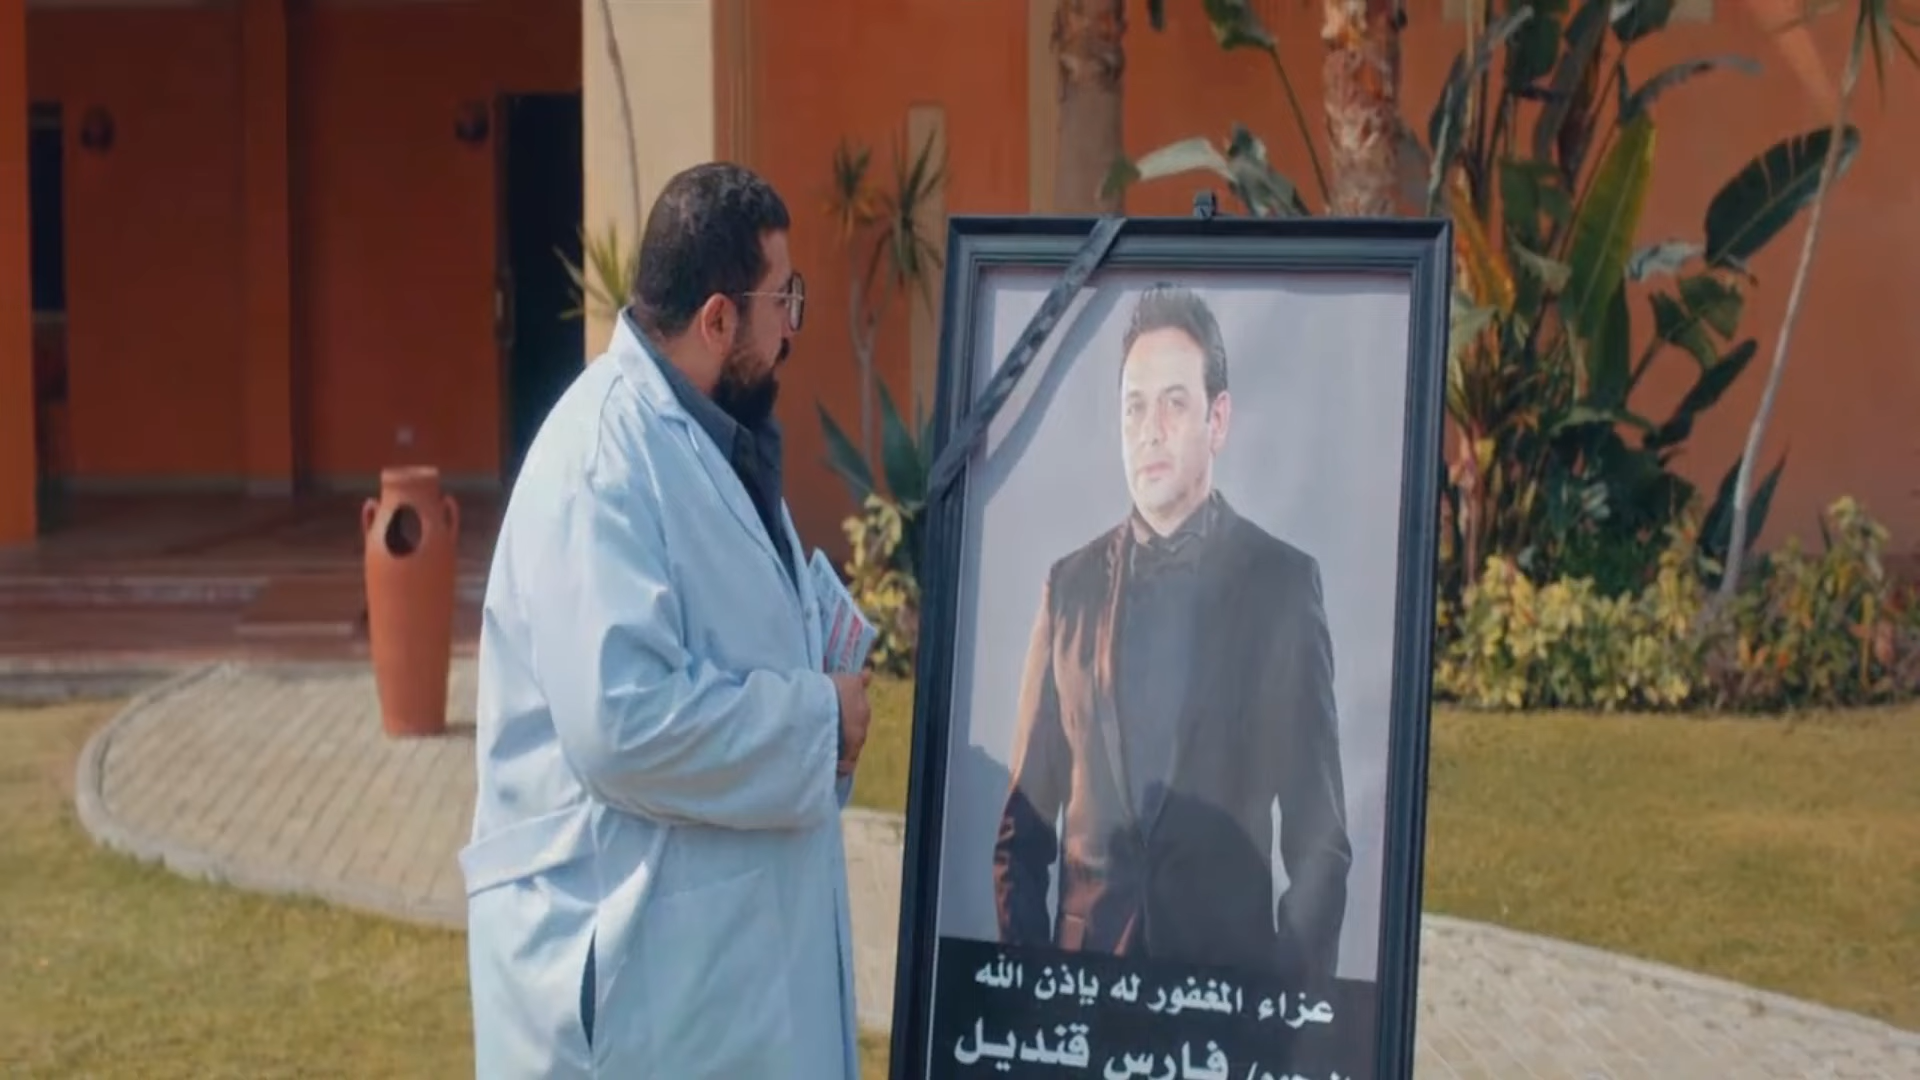 عزاء المغفور له بإذن الله
فارس قنديل